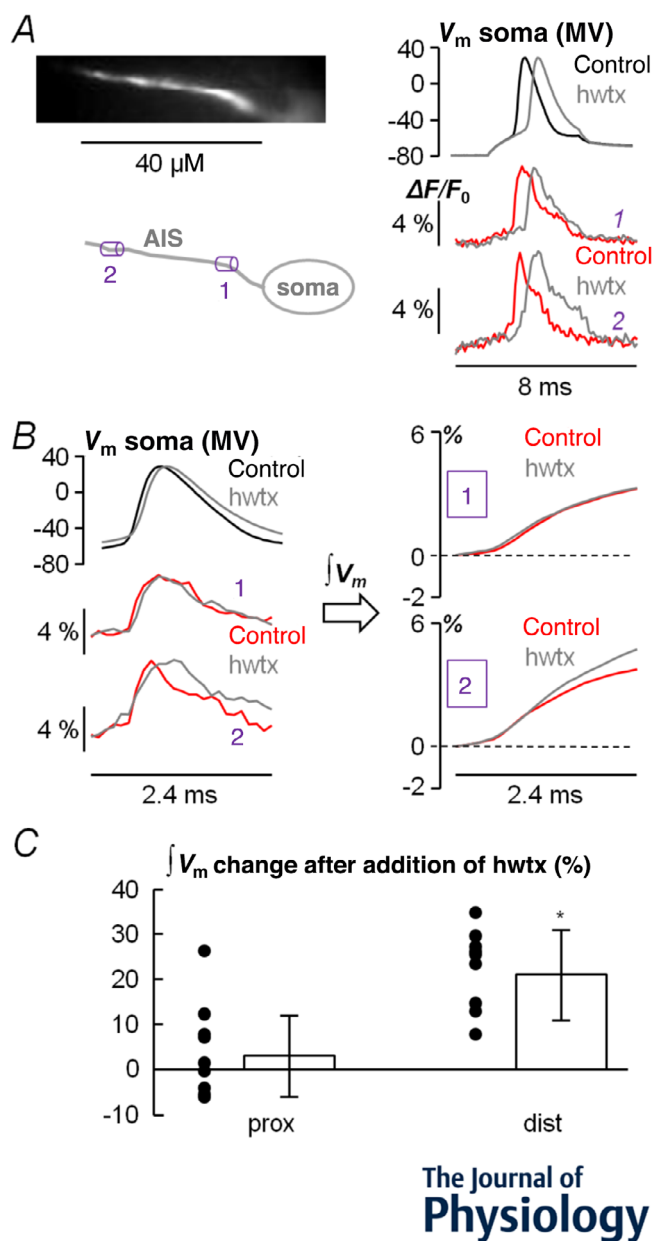 A
40 μM
AIS
2
1
soma
Vm soma (MV)
40
0
-40
-80
Control
hwtx
ΔF/F0
4 %
1
Control
hwtx
4 %
2
8 ms
B
Vm soma (MV)
40
0
-40
-80
Control
hwtx
4 %
1
Control
hwtx
4 %
2
2.4 ms
∫Vm
6
%
Control
hwtx
1
0
-2
6
%
Control
hwtx
2
0
-2
2.4 ms
C
∫Vm change after addition of hwtx (%)
40
30
20
10
0
-10
*
prox
dist
The Journal of
Physiology